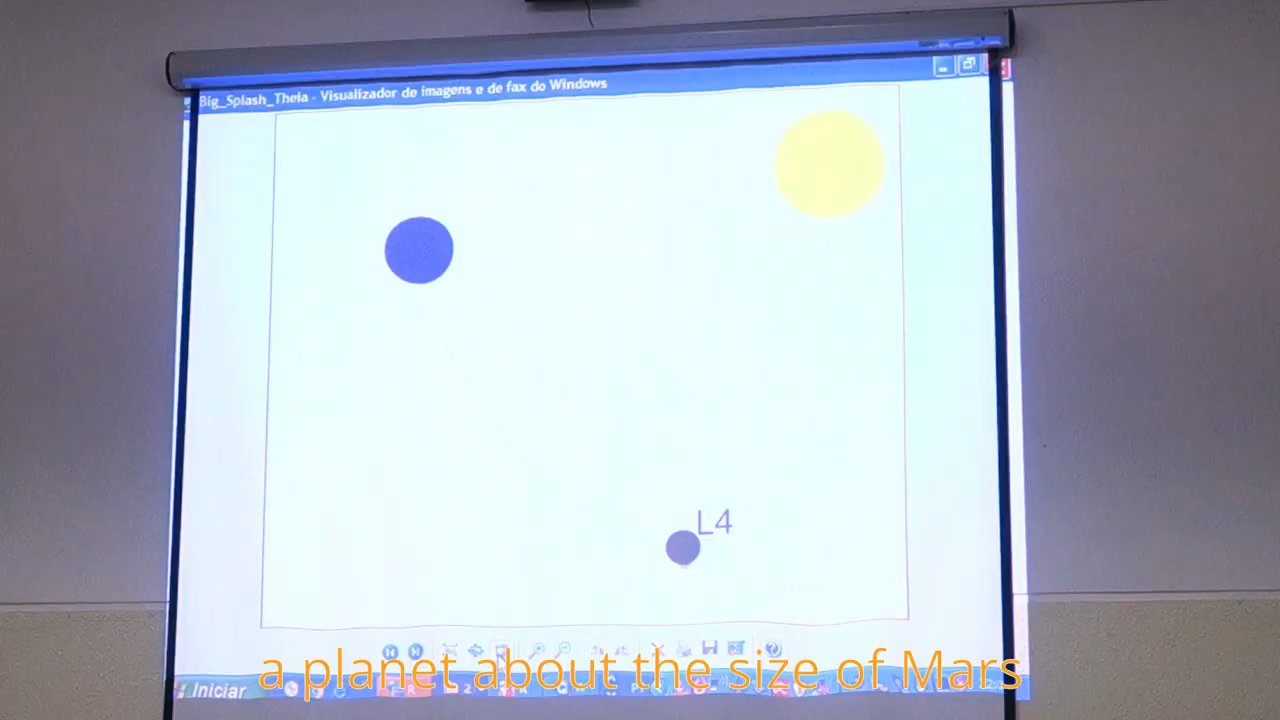 Big_Splash_Theia - Visualizador de imagens e de fax do Windows
L4
a planet about the size of Mars
Iniciar